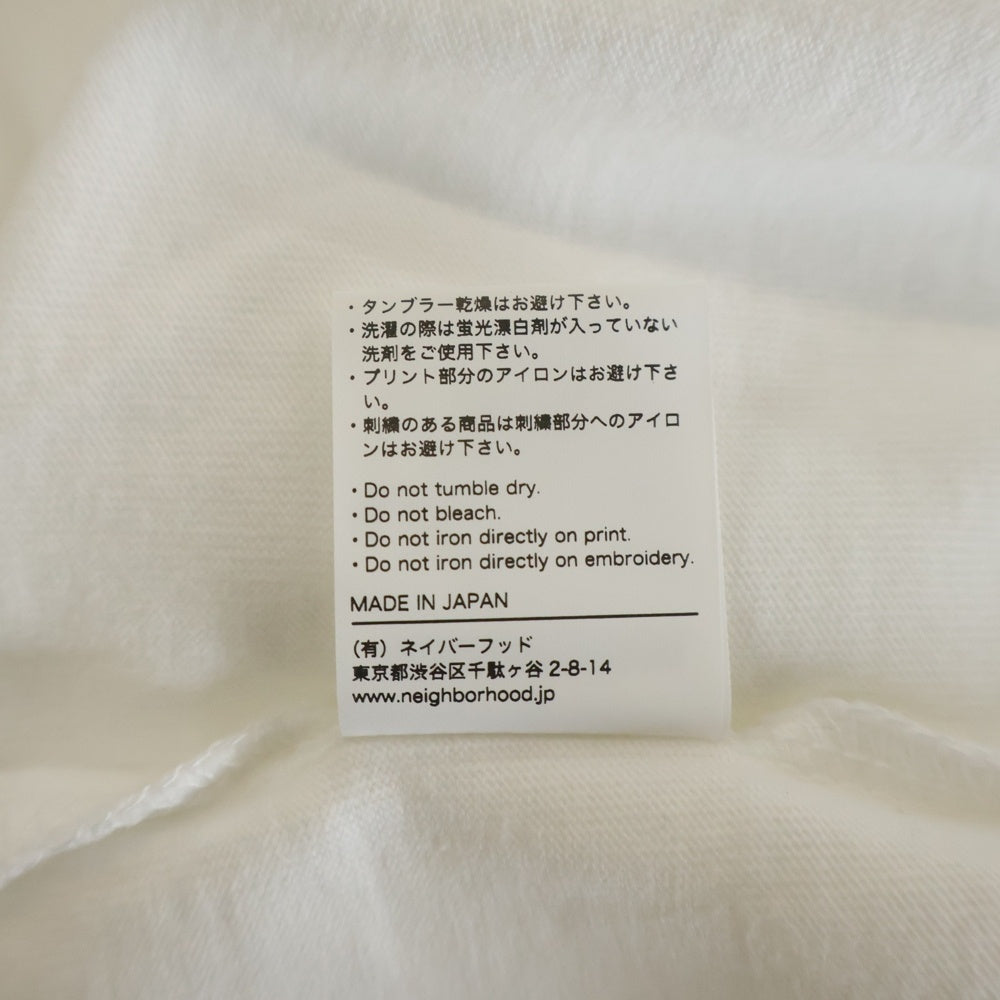 ・タンブラー乾燥はお避け下さい。
・洗濯の際は蛍光漂白剤が入っていない
洗剤をご使用下さい。
・プリント部分のアイロンはお避け下さ
い。
・刺繍のある商品は刺繍部分へのアイロ
ンはお避け下さい。
・Do not tumble dry.
・Do not bleach.
・Do not iron directly on print.
・Do not iron directly on embroidery.
MADE IN JAPAN
(有) ネイバーフッド
東京都渋谷区千駄ヶ谷 2-8-14
www.neighborhood.jp